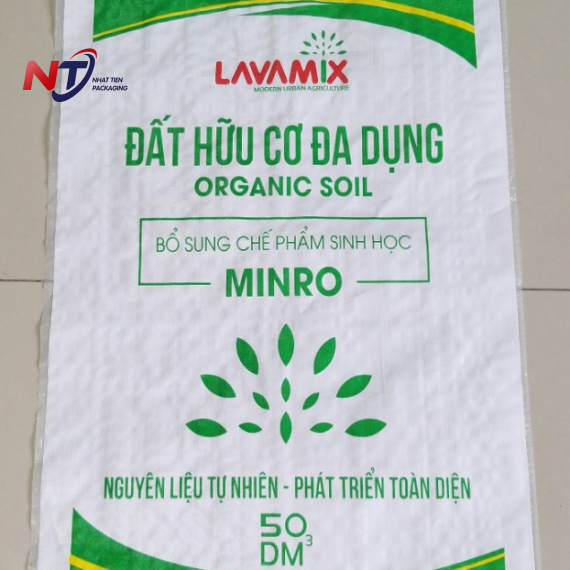 NT
NHAT TIEN
PACKAGING
LAVAMIX
MODERN URBAN AGRICULTURE
ĐẤT HỮU CƠ ĐA DỤNG
ORGANIC SOIL
BỔ SUNG CHẾ PHẨM SINH HỌC
MINRO
NGUYÊN LIỆU TỰ NHIÊN - PHÁT TRIỂN TOÀN DIỆN
50
DM³